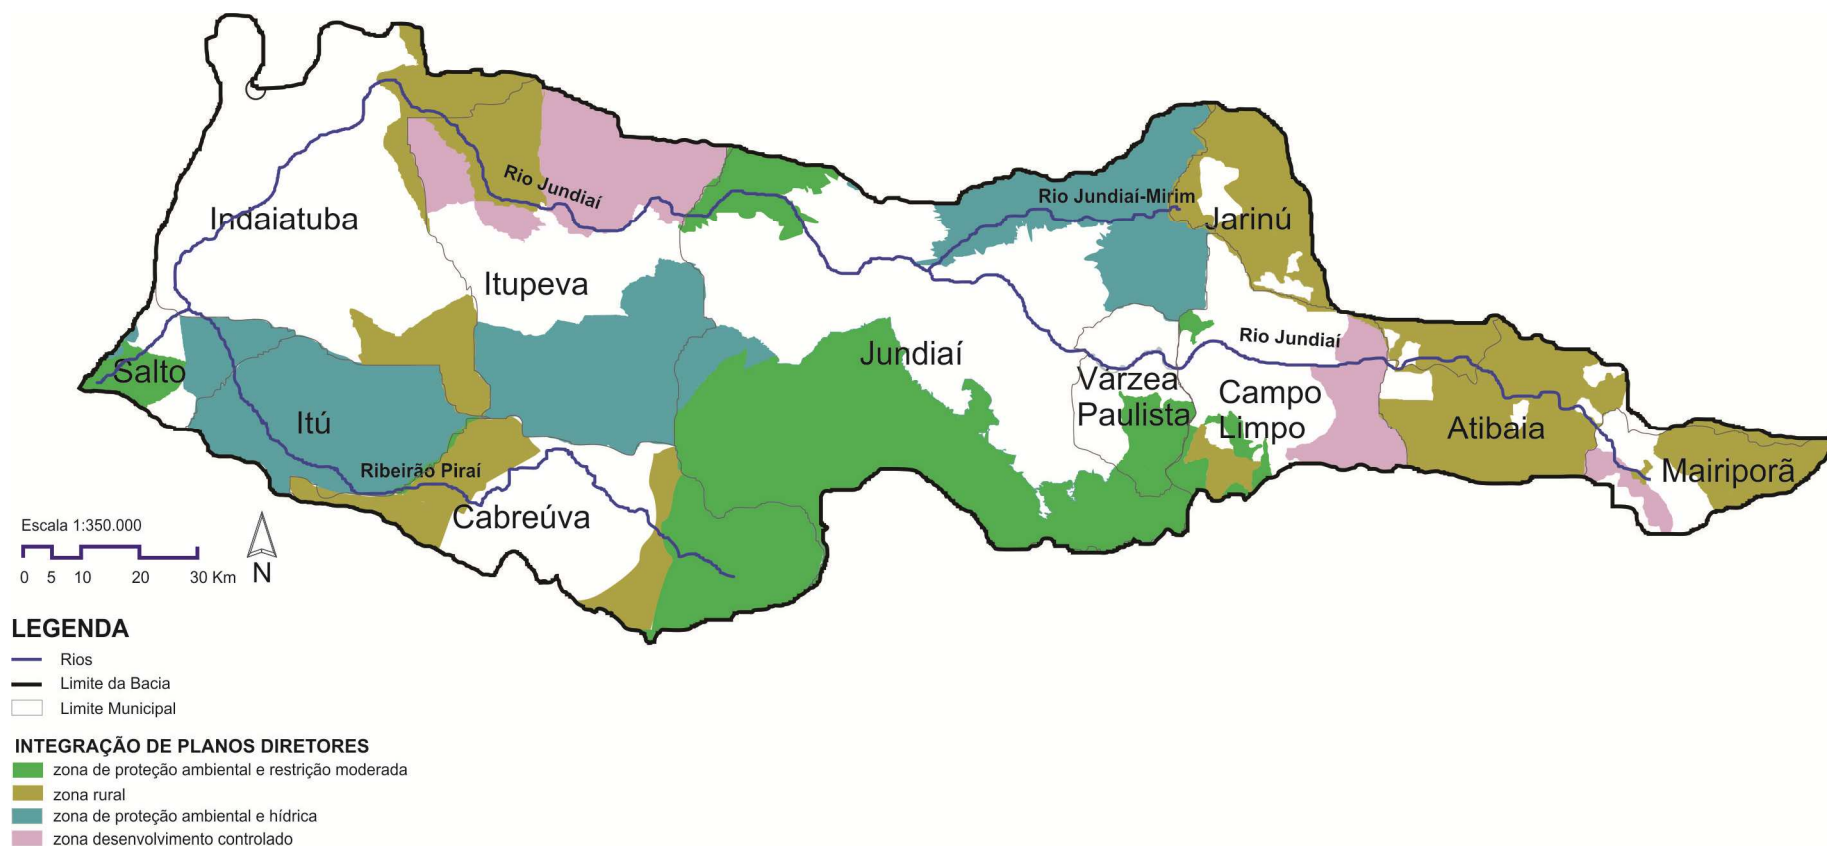 Rio Jundiaí
Rio Jundiaí-Mirim
Indaiatuba
Jarinú
Itupeva
Rio Jundiaí
Jundiaí
Salto
Várzea
Paulista
Campo
Limpo
Itú
Atibaia
Ribeirão Piraí
Mairiporã
Cabreúva
Escala 1:350.000
0 5 10 20 30 Km
N
LEGENDA
Rios
Limite da Bacia
Limite Municipal
INTEGRAÇÃO DE PLANOS DIRETORES
zona de proteção ambiental e restrição moderada
zona rural
zona de proteção ambiental e hídrica
zona desenvolvimento controlado